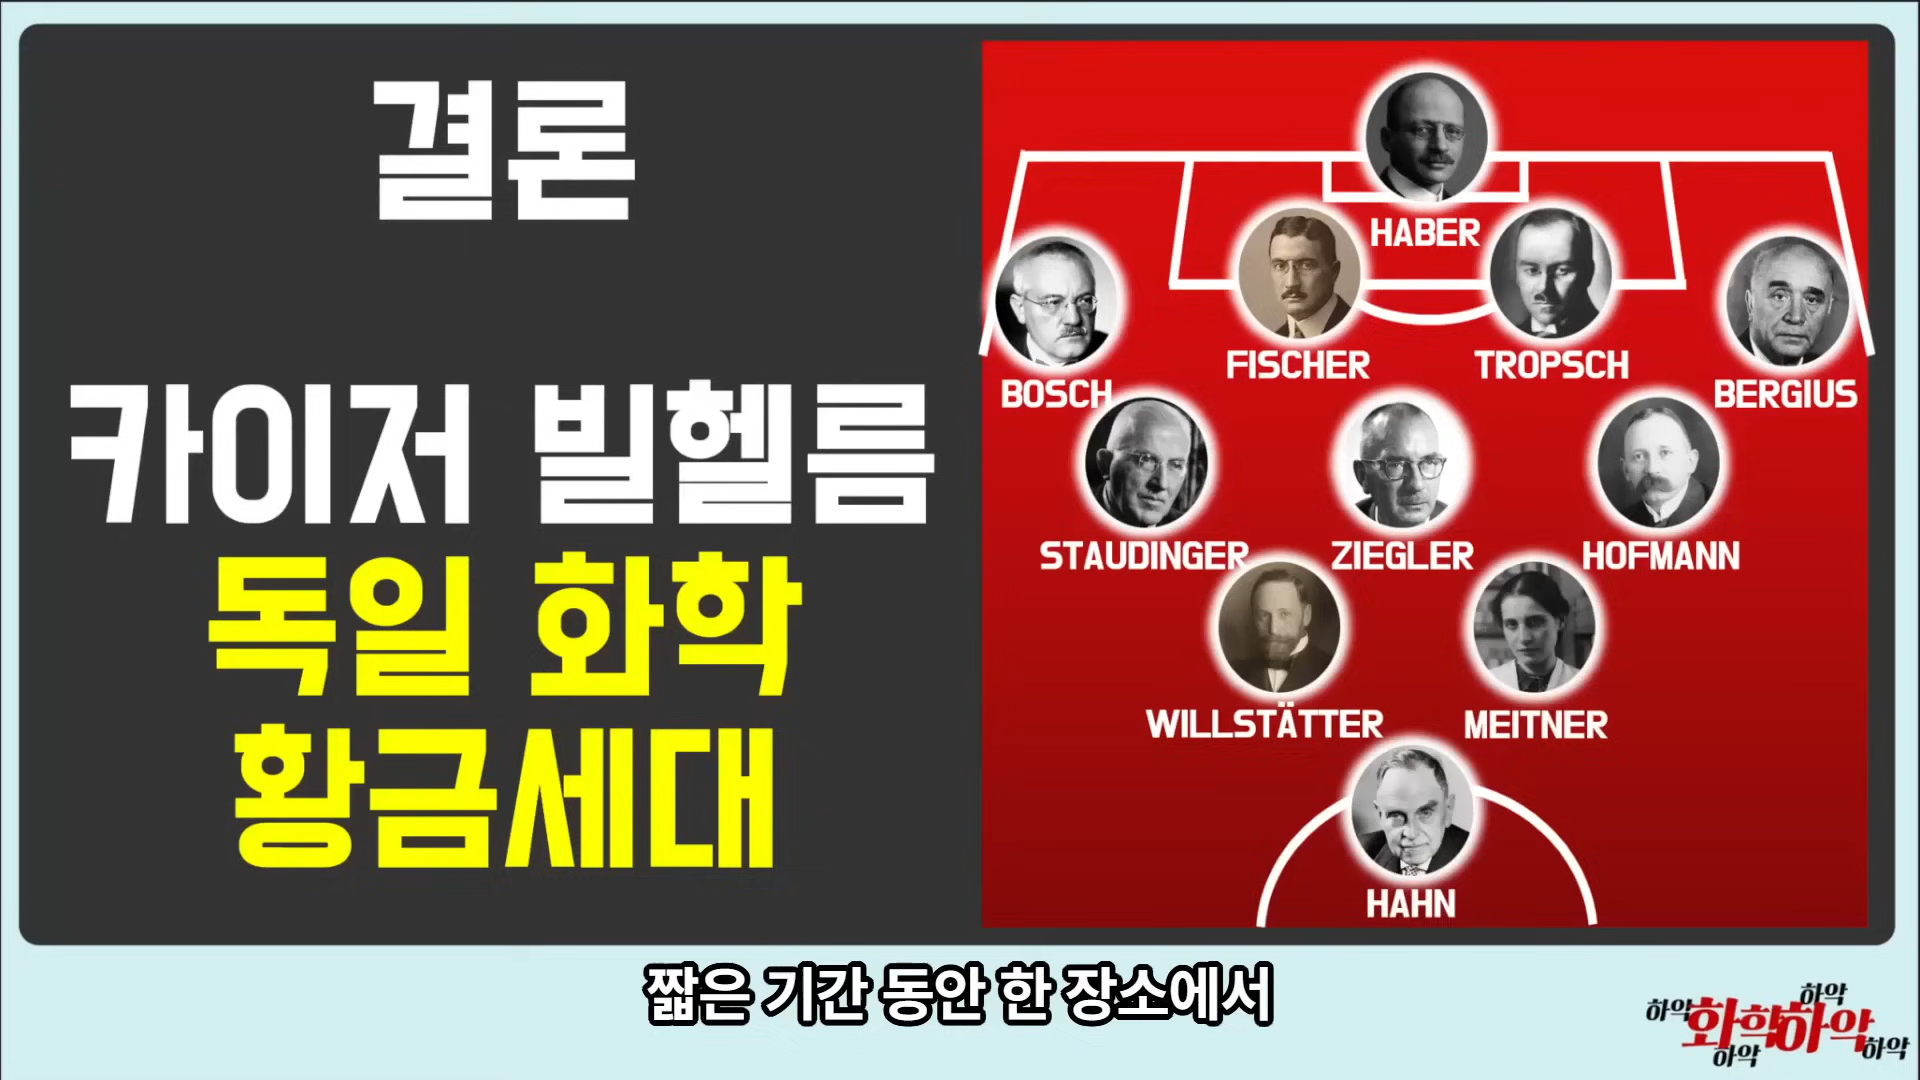 결론
카이저 빌헬름
독일 화학
황금세대
HABER
FISCHER
TROPSCH
BOSCH
BERGIUS
STAUDINGER
ZIEGLER
HOFMANN
WILLSTÄTTER
MEITNER
HAHN
짧은 기간 동안 한 장소에서
하악
하악
화학하악
하악
하악